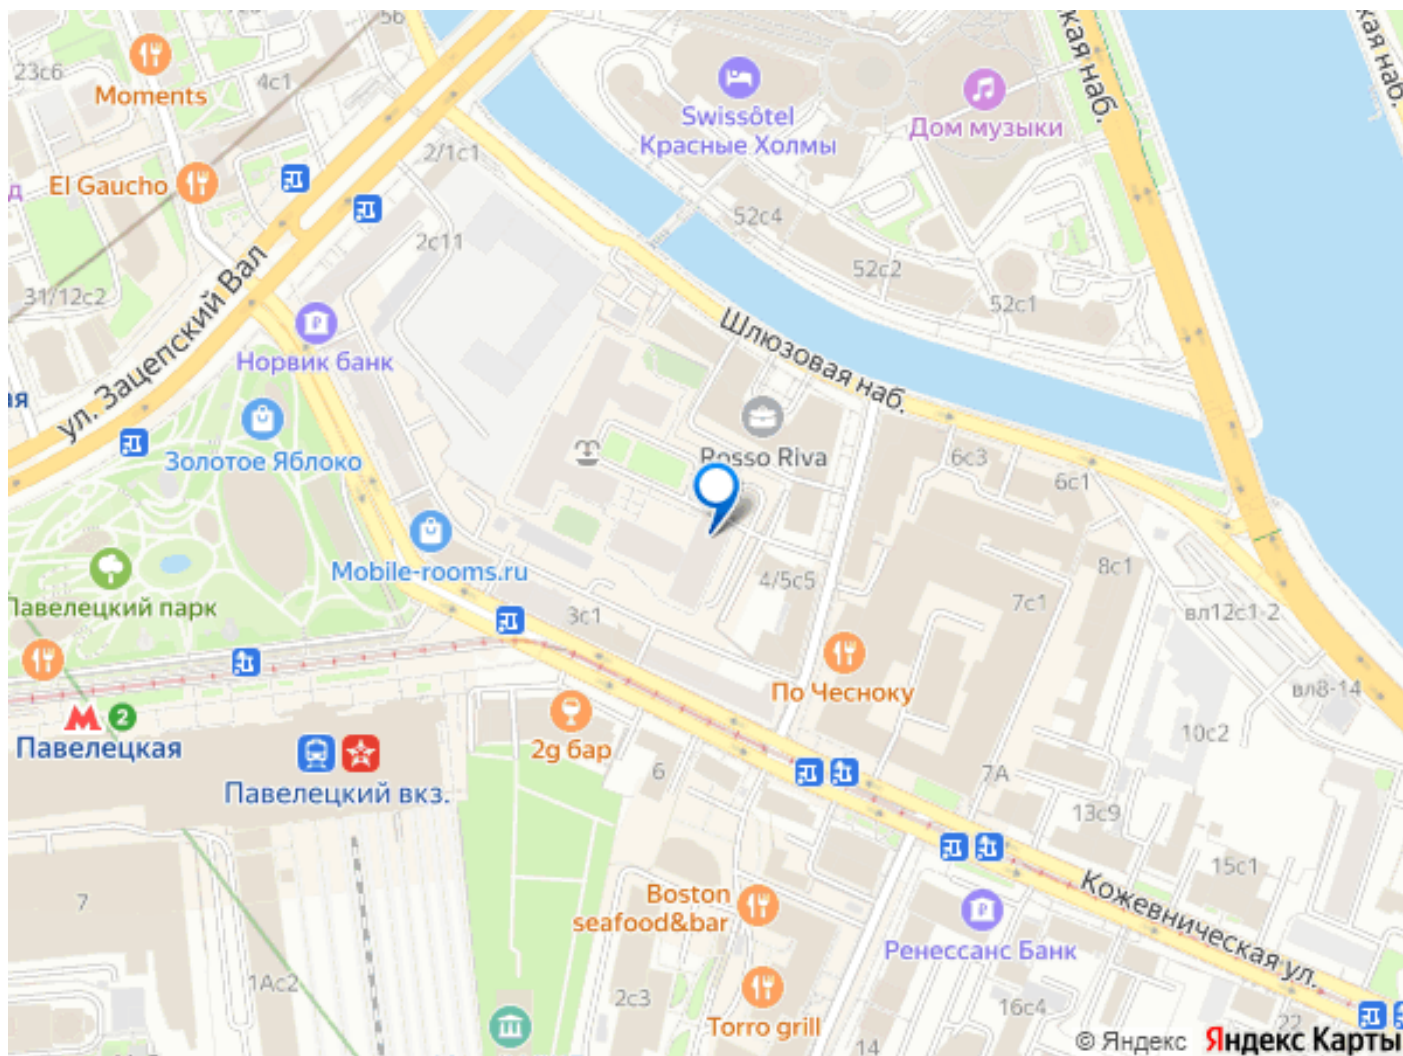 5б
23с6
Moments
4с1
El Gaucho
2/1с1
31/12с2
ул. Зацепский Вал
2с11
Норвик банк
Золотое Яблоко
Mobile-rooms.ru
Павелецкий парк
Павелецкая
2
Павелецкий вкз.
7
1Ас2
Swissôtel
Красные Холмы
Дом музыки
кая наб.
кая наб.
52с4
52с2
52с1
Шлюзовая наб.
Rosso Riva
6с3
6с1
8с1
7с1
вл12с1-2
вл8-14
10с2
4/5с5
3с1
По Чесноку
2g бар
6
7А
13с9
15с1
Boston
seafood&bar
Ренессанс Банк
Кожевническая ул.
2с3
Torro grill
16с4
14
22
© Яндекс Яндекс Карты